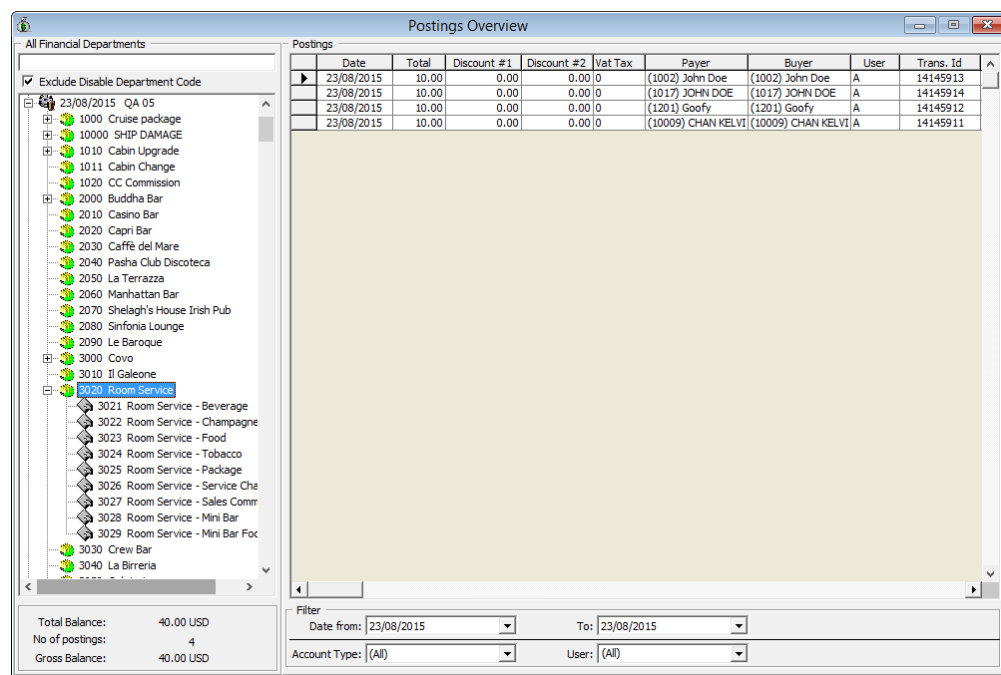 Postings Overview
All Financial Departments
Exclude Disable Department Code
23/08/2015 QA 05
1000 Cruise package
10000 SHIP DAMAGE
1010 Cabin Upgrade
1011 Cabin Change
1020 CC Commission
2000 Buddha Bar
2010 Casino Bar
2020 Capri Bar
2030 Caffè del Mare
2040 Pasha Club Discoteca
2050 La Terrazza
2060 Manhattan Bar
2070 Shelagh's House Irish Pub
2080 Sinfonia Lounge
2090 Le Baroque
3000 Covo
3010 Il Galeone
3020 Room Service
3021 Room Service - Beverage
3022 Room Service - Champagne
3023 Room Service - Food
3024 Room Service - Tobacco
3025 Room Service - Package
3026 Room Service - Service Cha
3027 Room Service - Sales Comm
3028 Room Service - Mini Bar
3029 Room Service - Mini Bar Foo
3030 Crew Bar
3040 La Birreria
Total Balance: 40.00 USD
No of postings: 4
Gross Balance: 40.00 USD
Postings
Date Total Discount #1 Discount #2 Vat Tax Payer Buyer User Trans. Id
23/08/2015 10.00 0.00 0.00 0 (1002) John Doe (1002) John Doe A 14145913
23/08/2015 10.00 0.00 0.00 0 (1017) JOHN DOE (1017) JOHN DOE A 14145914
23/08/2015 10.00 0.00 0.00 0 (1201) Goofy (1201) Goofy A 14145912
23/08/2015 10.00 0.00 0.00 0 (10009) CHAN KELVI (10009) CHAN KELVI A 14145911
Filter
Date from: 23/08/2015 To: 23/08/2015
Account Type: (All) User: (All)